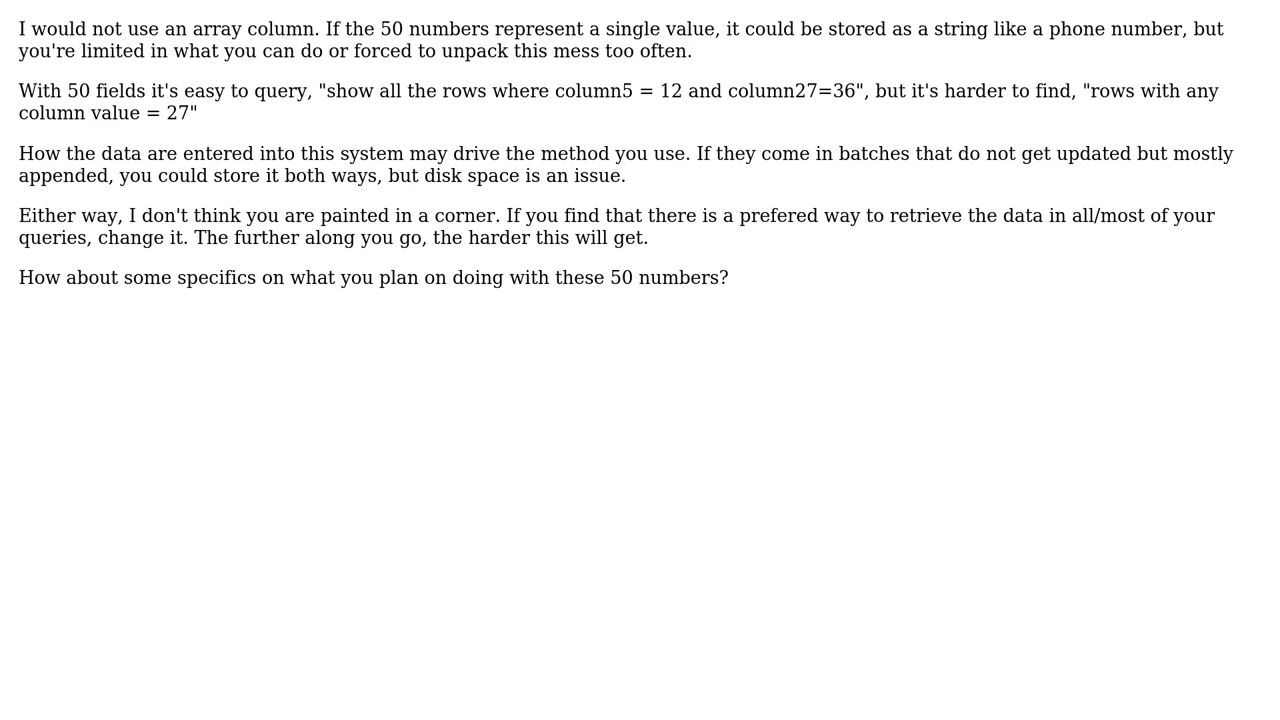 I would not use an array column. If the 50 numbers represent a single value, it could be stored as a string like a phone number, but
you're limited in what you can do or forced to unpack this mess too often.
With 50 fields it's easy to query, "show all the rows where column5 = 12 and column27=36", but it's harder to find, "rows with any
column value = 27"
How the data are entered into this system may drive the method you use. If they come in batches that do not get updated but mostly
appended, you could store it both ways, but disk space is an issue.
Either way, I don't think you are painted in a corner. If you find that there is a prefered way to retrieve the data in all/most of your
queries, change it. The further along you go, the harder this will get.
How about some specifics on what you plan on doing with these 50 numbers?